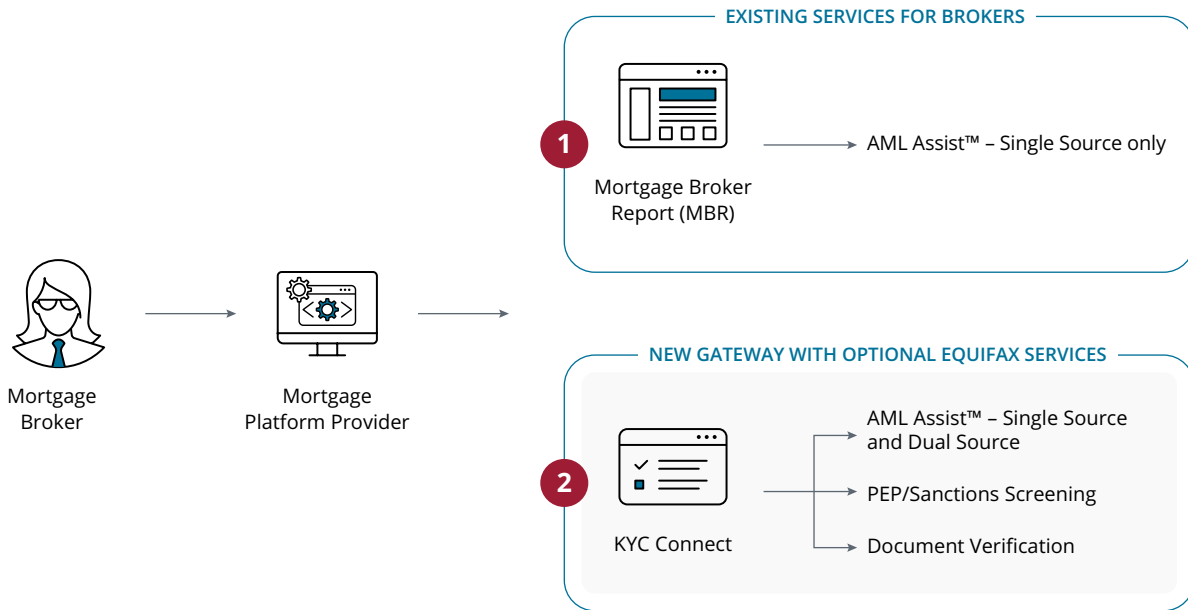 EXISTING SERVICES FOR BROKERS
1
Mortgage Broker
Report (MBR)
AML Assist™ – Single Source only
Mortgage
Broker
Mortgage
Platform Provider
NEW GATEWAY WITH OPTIONAL EQUIFAX SERVICES
2
KYC Connect
AML Assist™ – Single Source
and Dual Source
PEP/Sanctions Screening
Document Verification